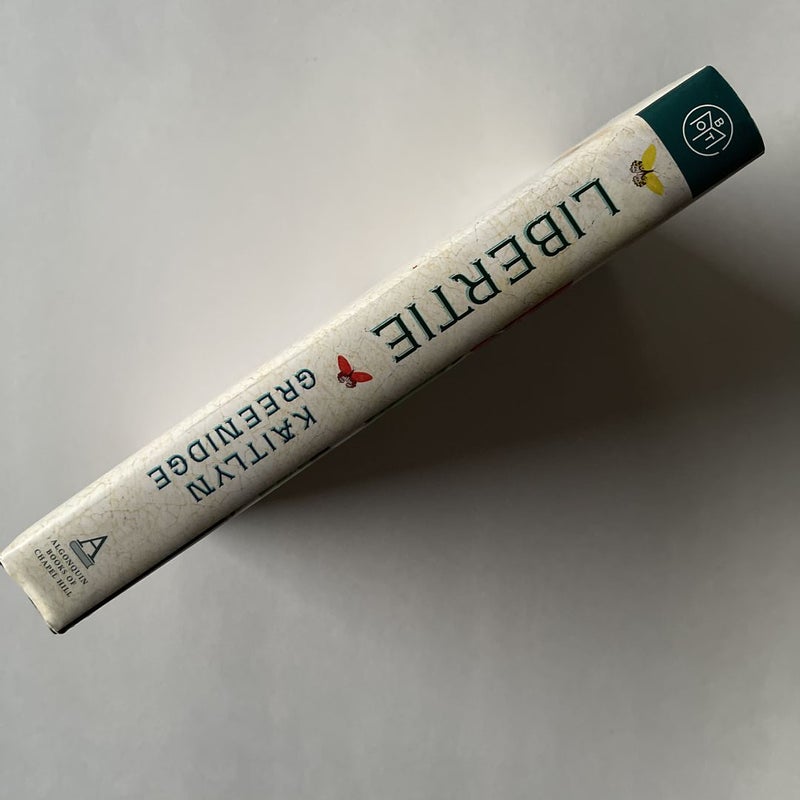 BOTM
LIBERTIE
KAITLYN
GREENIDGE
A
ALGONQUIN
BOOKS OF
CHAPEL HILL